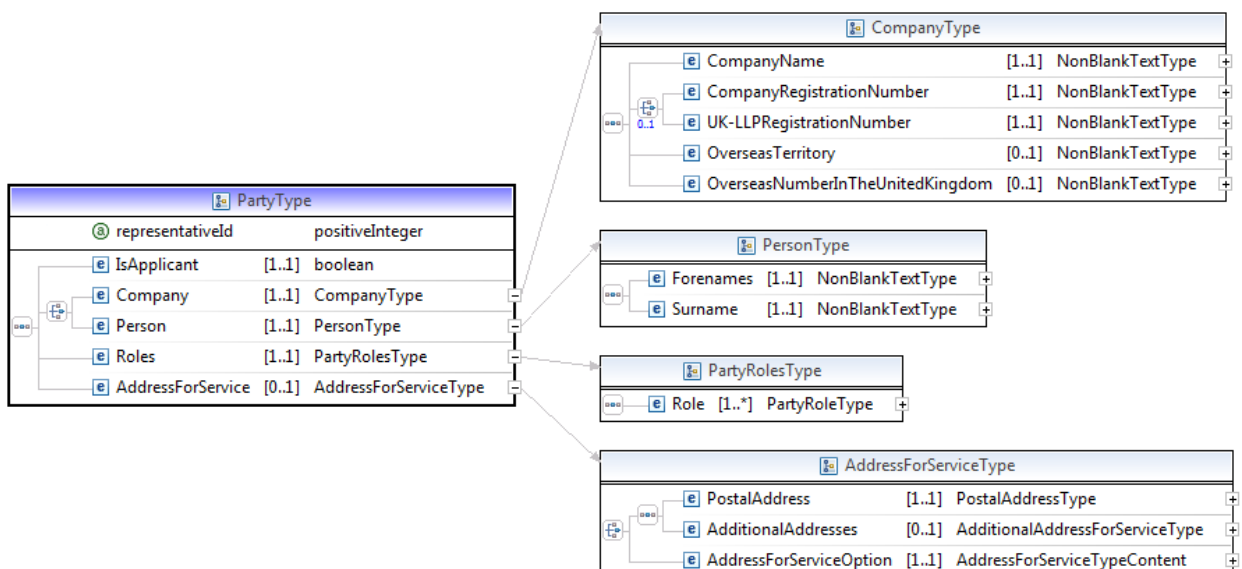 PartyType
representativeId positiveInteger
IsApplicant [1..1] boolean
Company [1..1] CompanyType
Person [1..1] PersonType
Roles [1..1] PartyRolesType
AddressForService [0..1] AddressForServiceType
CompanyType
CompanyName [1..1] NonBlankTextType
CompanyRegistrationNumber [1..1] NonBlankTextType
0..1
UK-LLPRegistrationNumber [1..1] NonBlankTextType
OverseasTerritory [0..1] NonBlankTextType
OverseasNumberInTheUnitedKingdom [0..1] NonBlankTextType
PersonType
Forenames [1..1] NonBlankTextType
Surname [1..1] NonBlankTextType
PartyRolesType
Role [1..*] PartyRoleType
AddressForServiceType
PostalAddress [1..1] PostalAddressType
AdditionalAddresses [0..1] AdditionalAddressForServiceType
AddressForServiceOption [1..1] AddressForServiceTypeContent